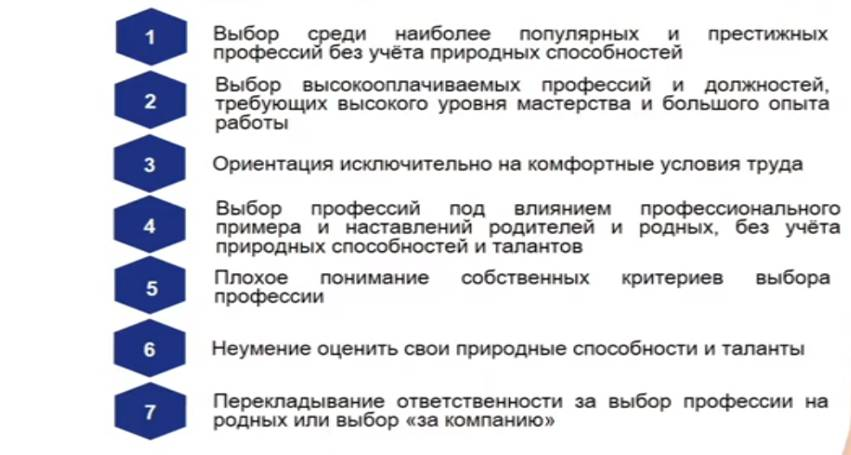 1
Выбор среди наиболее популярных и престижных
профессий без учёта природных способностей
2
Выбор высокооплачиваемых профессий и должностей,
требующих высокого уровня мастерства и большого опыта
работы
3
Ориентация исключительно на комфортные условия труда
4
Выбор профессий под влиянием профессионального
примера и наставлений родителей и родных, без учёта
природных способностей и талантов
5
Плохое понимание собственных критериев выбора
профессии
6
Неумение оценить свои природные способности и таланты
7
Перекладывание ответственности за выбор профессии на
родных или выбор «за компанию»